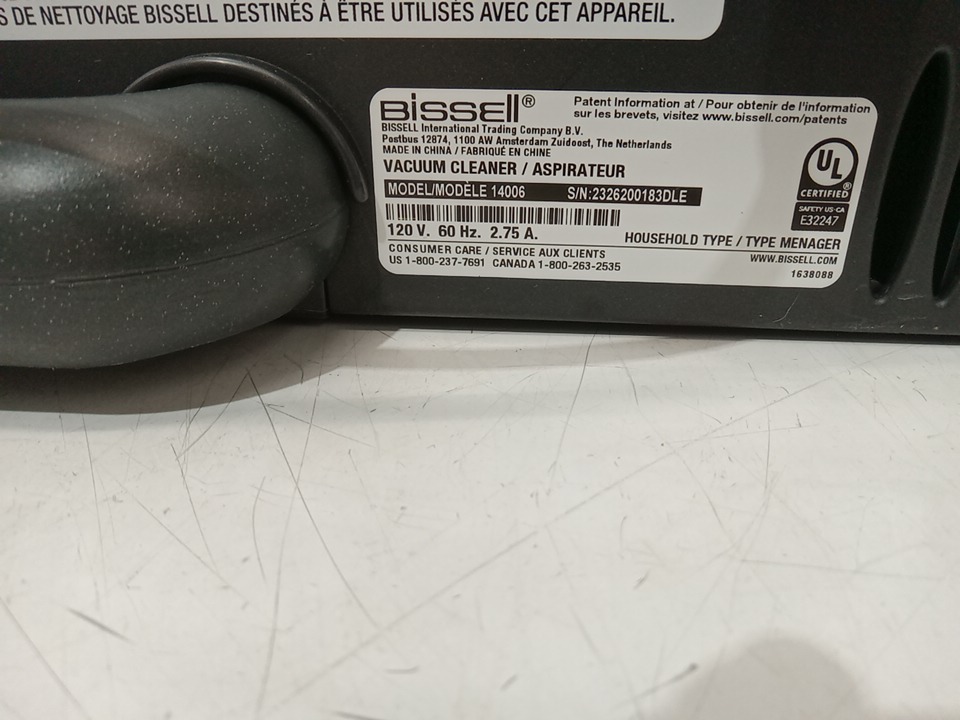 S DE NETTOYAGE BISSELL DESTINÉS À ÊTRE UTILISÉS AVEC CET APPAREIL.
BISSELL®
Patent Information at / Pour obtenir de l'information
sur les brevets, visitez www.bissell.com/patents
BISSELL International Trading Company B.V.
Postbus 12874, 1100 AW Amsterdam Zuidoost, The Netherlands
MADE IN CHINA / FABRIQUÉ EN CHINE
VACUUM CLEANER / ASPIRATEUR
MODEL/MODÈLE 14006 S/N:2326200183DLE
UL®
CERTIFIED
SAFETY US-CA
E32247
120 V. 60 Hz. 2.75 A.
HOUSEHOLD TYPE / TYPE MENAGER
CONSUMER CARE / SERVICE AUX CLIENTS
US 1-800-237-7691 CANADA 1-800-263-2535
WWW.BISSELL.COM
1638088